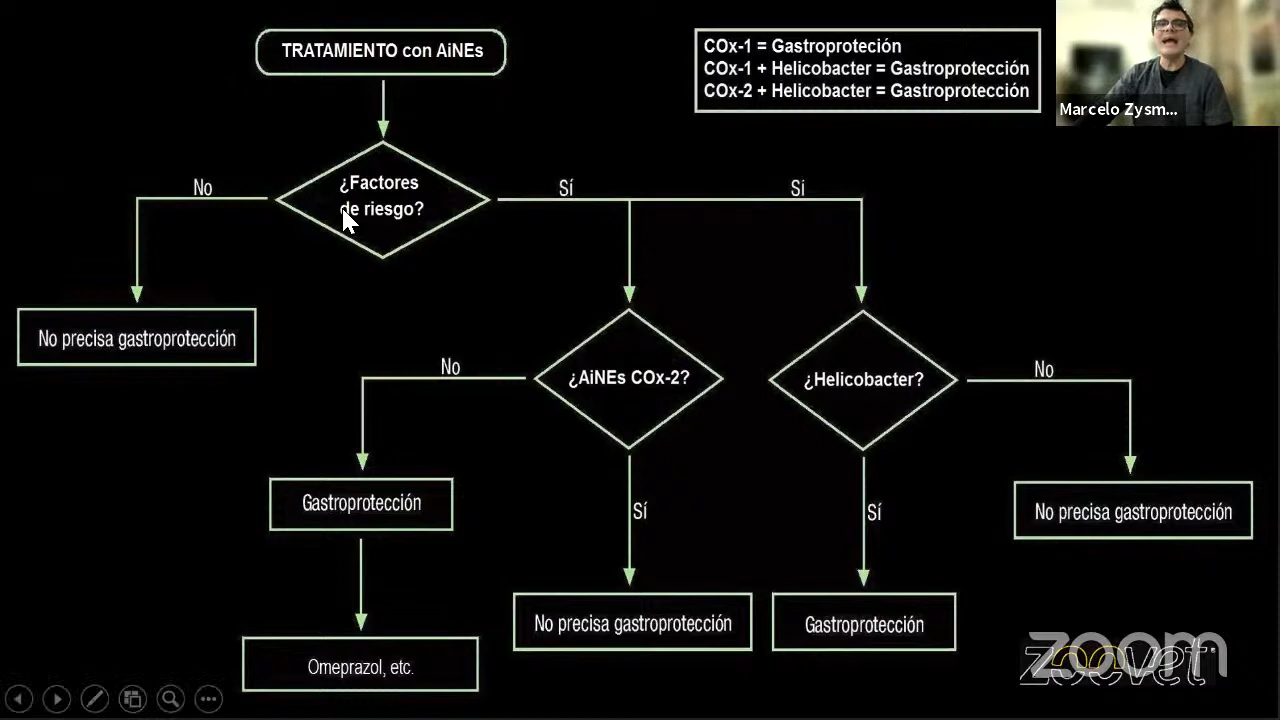 TRATAMIENTO con AiNEs
COx-1 = Gastroproteción
COx-1 + Helicobacter = Gastroprotección
COx-2 + Helicobacter = Gastroprotección
Marcelo Zysm...
No
¿Factores
de riesgo?
Sí
Sí
No precisa gastroprotección
No
¿AiNEs COx-2?
¿Helicobacter?
No
Gastroprotección
Sí
Sí
No precisa gastroprotección
Omeprazol, etc.
No precisa gastroprotección
Gastroprotección
zoom
zoovet